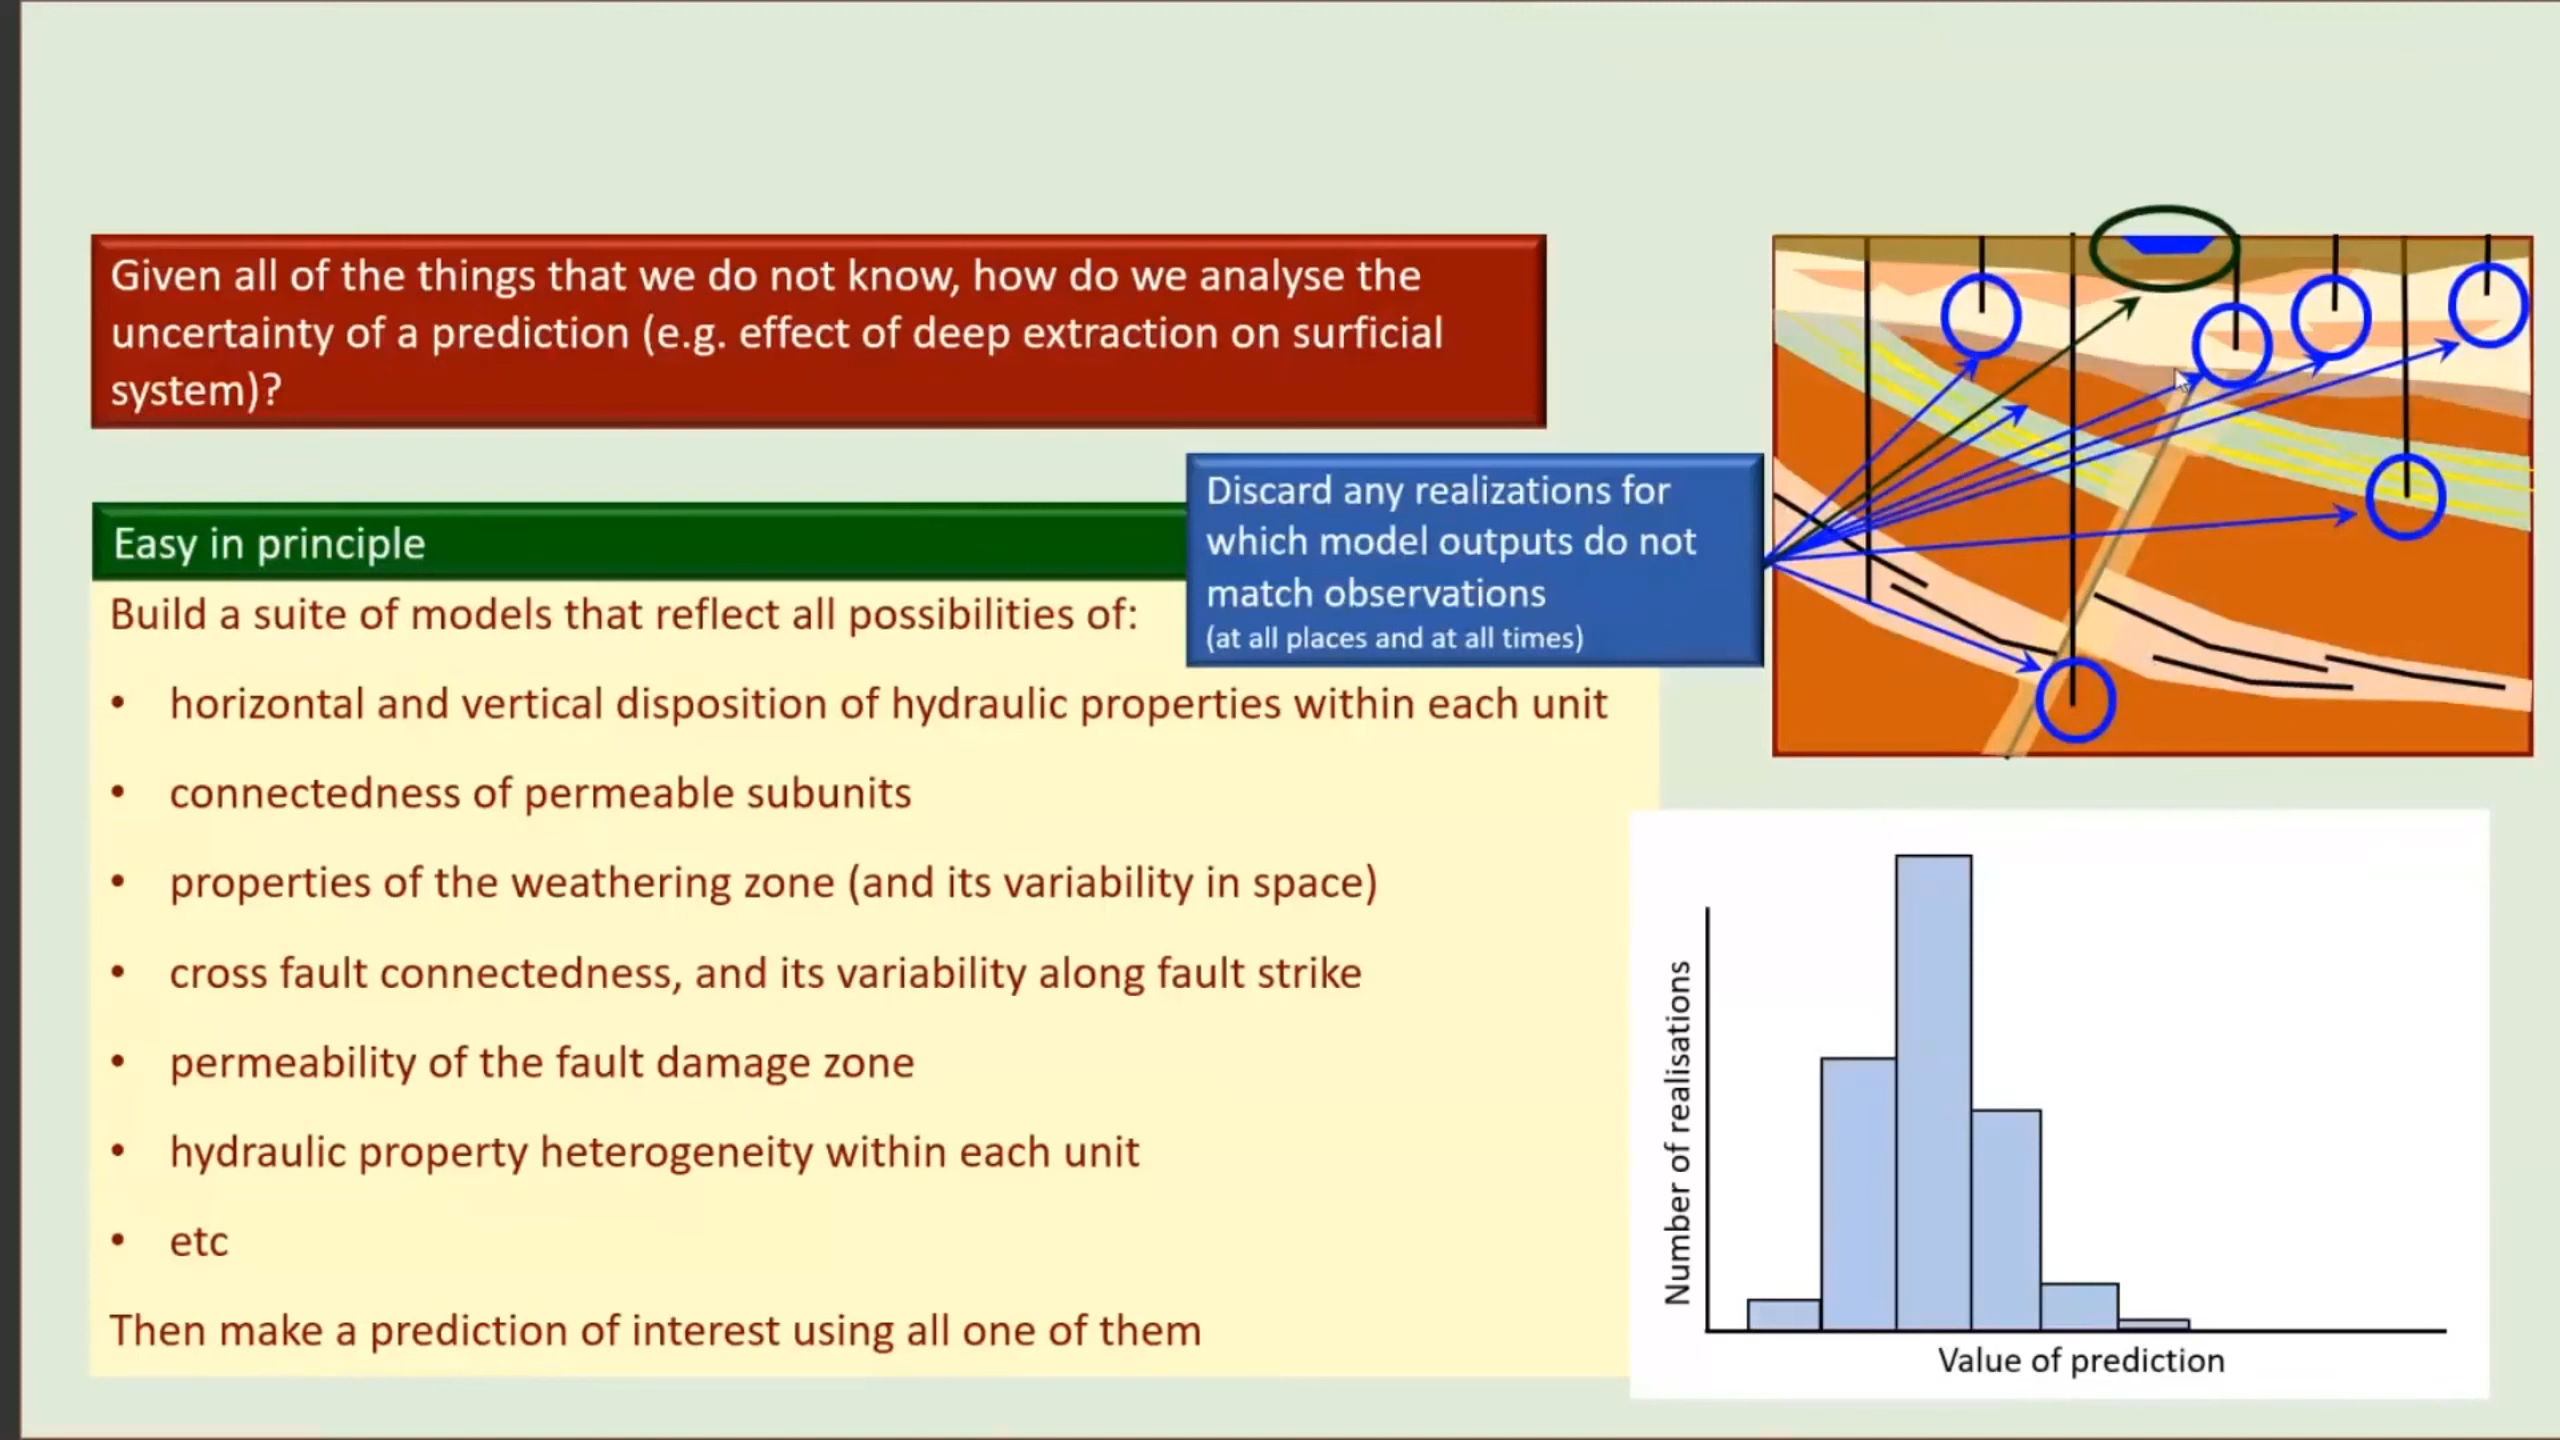 Given all of the things that we do not know, how do we analyse the
uncertainty of a prediction (e.g. effect of deep extraction on surficial
system)?
Easy in principle
Discard any realizations for
which model outputs do not
match observations
(at all places and at all times)
Build a suite of models that reflect all possibilities of:
• horizontal and vertical disposition of hydraulic properties within each unit
• connectedness of permeable subunits
• properties of the weathering zone (and its variability in space)
• cross fault connectedness, and its variability along fault strike
• permeability of the fault damage zone
• hydraulic property heterogeneity within each unit
• etc
Then make a prediction of interest using all one of them
Number of realisations
Value of prediction